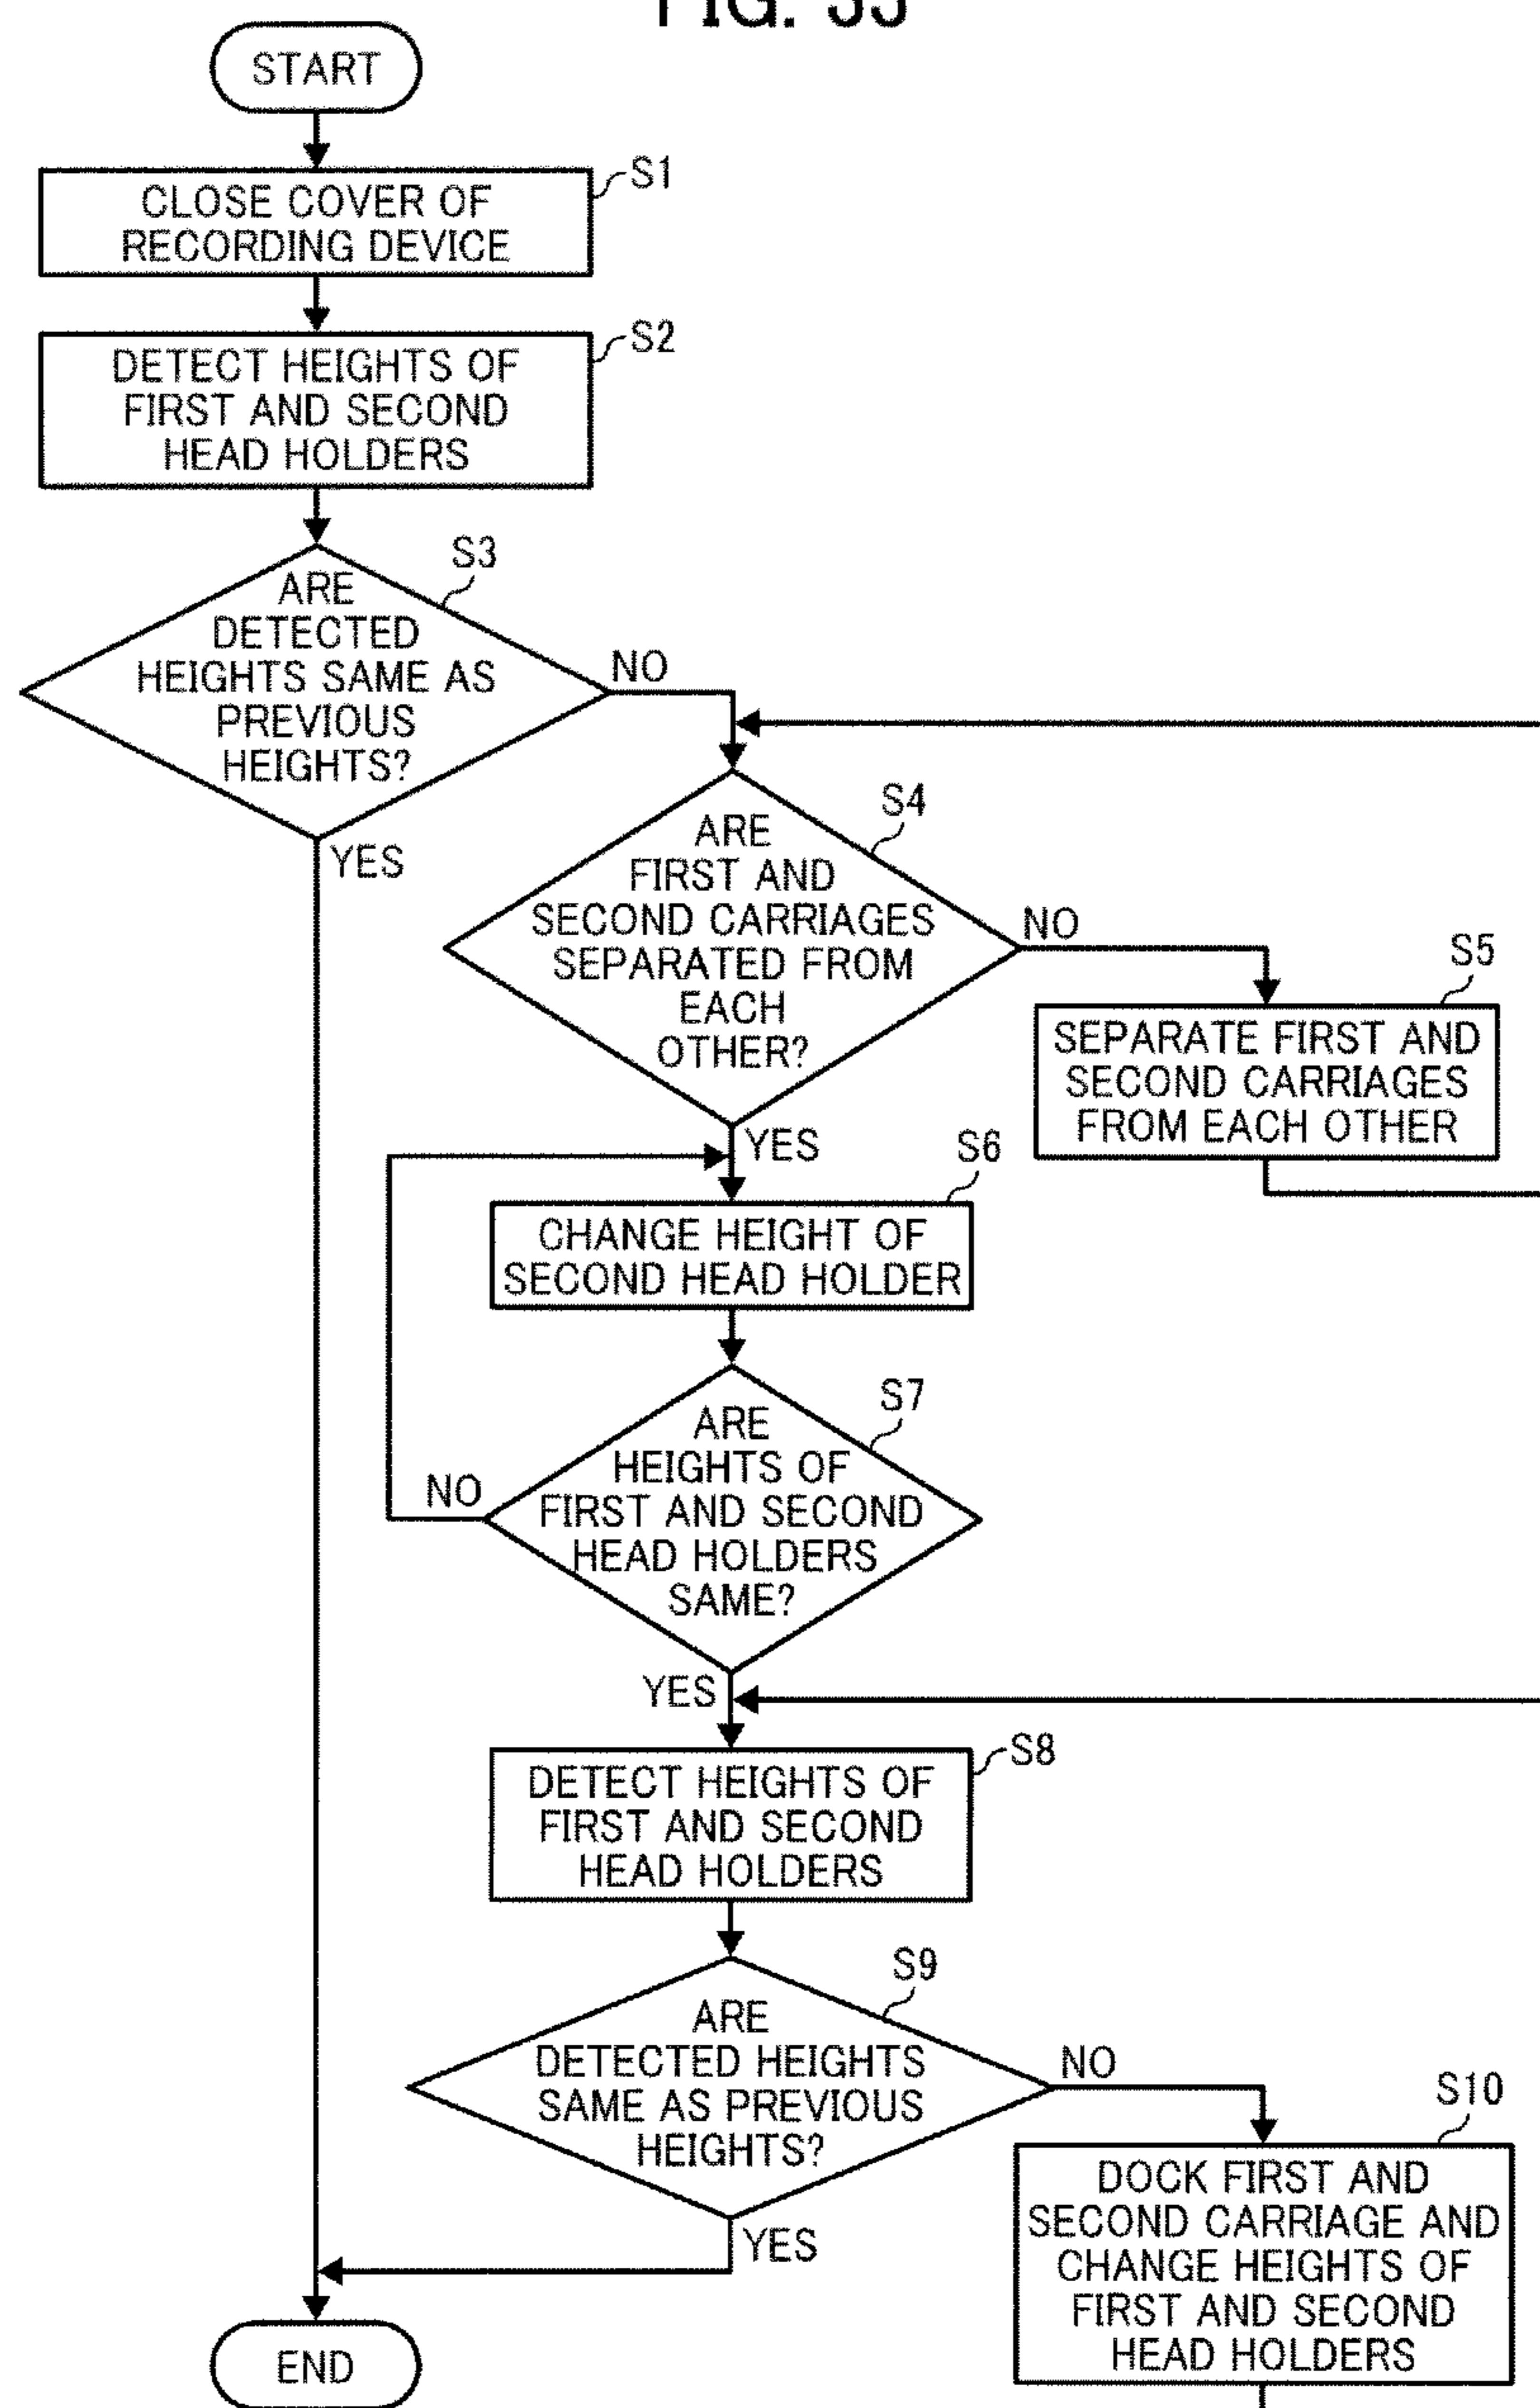 FIG. 33
START
S1
CLOSE COVER OF
RECORDING DEVICE
S2
DETECT HEIGHTS OF
FIRST AND SECOND
HEAD HOLDERS
S3
ARE
DETECTED
HEIGHTS SAME AS
PREVIOUS
HEIGHTS?
NO
YES
S4
ARE
FIRST AND
SECOND CARRIAGES
SEPARATED FROM
EACH
OTHER?
NO
YES
S5
SEPARATE FIRST AND
SECOND CARRIAGES
FROM EACH OTHER
S6
CHANGE HEIGHT OF
SECOND HEAD HOLDER
S7
ARE
HEIGHTS OF
FIRST AND SECOND
HEAD HOLDERS
SAME?
NO
YES
S8
DETECT HEIGHTS OF
FIRST AND SECOND
HEAD HOLDERS
S9
ARE
DETECTED HEIGHTS
SAME AS PREVIOUS
HEIGHTS?
NO
YES
S10
DOCK FIRST AND
SECOND CARRIAGE AND
CHANGE HEIGHTS OF
FIRST AND SECOND
HEAD HOLDERS
END